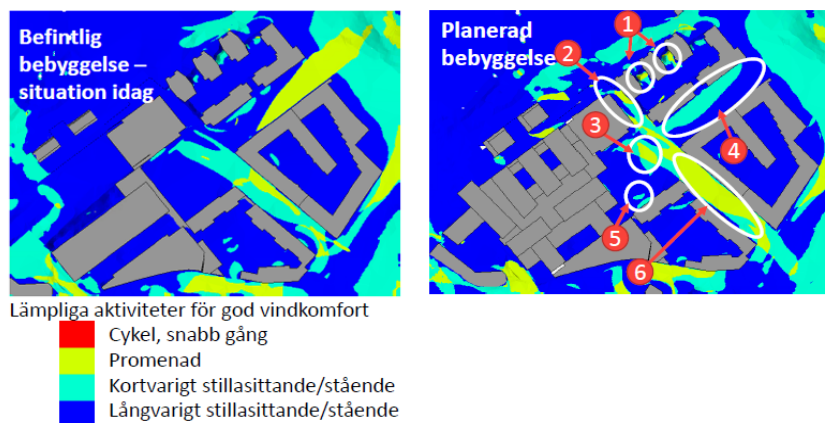 Befintlig
bebyggelse –
situation idag
Planerad
bebyggelse
1
2
3
4
5
6
Lämpliga aktiviteter för god vindkomfort
Cykel, snabb gång
Promenad
Kortvarigt stillasittande/stående
Långvarigt stillasittande/stående